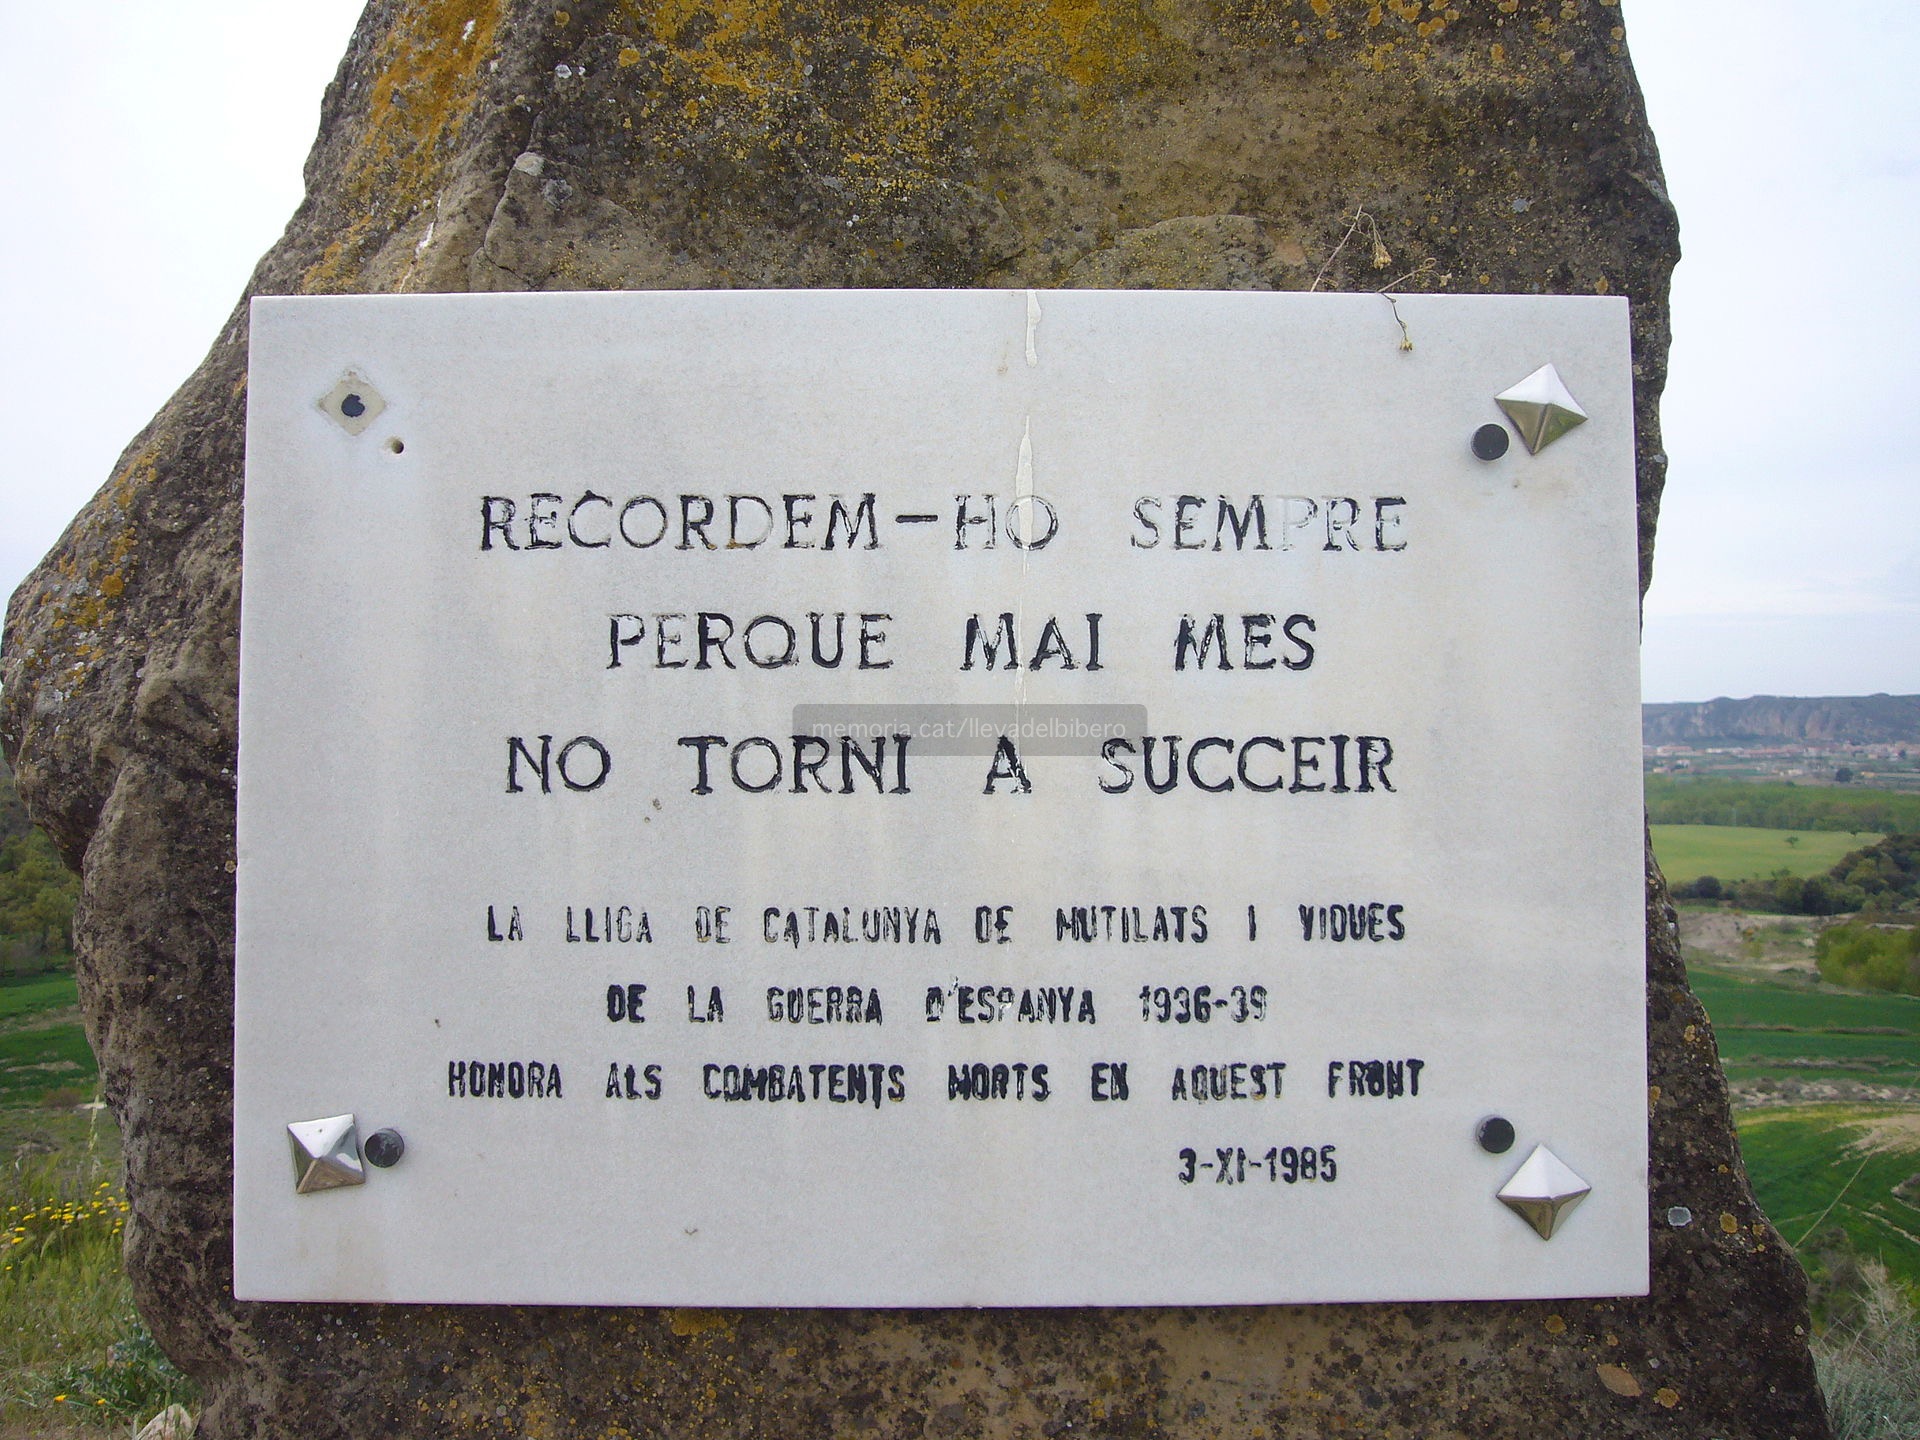 RECORDEM-HO SEMPRE
PERQUE MAI MES
memoria.cat/llevadelbibero
NO TORNI A SUCCEIR
LA LLIGA DE CATALUNYA DE MUTILATS I VIDUES
DE LA GUERRA D'ESPANYA 1936-39
HONORA ALS COMBATENTS MORTS EN AQUEST FRONT
3-XI-1985